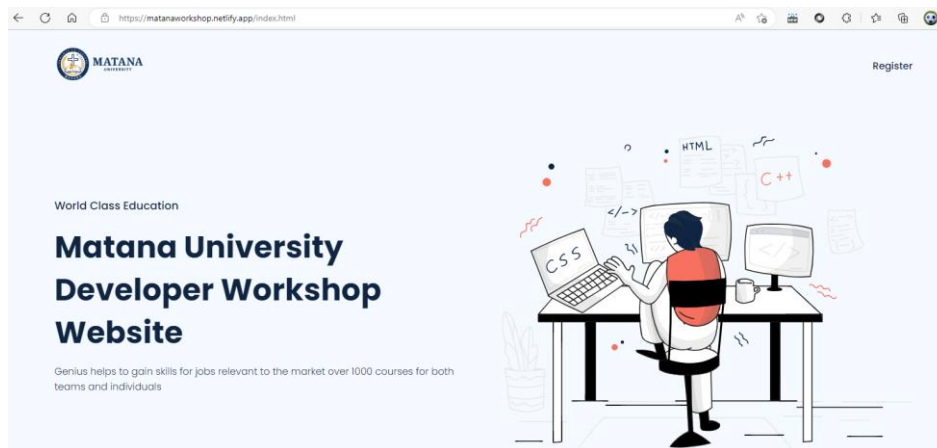 https://matanaworkshop.netlify.app/index.html
MATANA
UNIVERSITY
Register
World Class Education
Matana University
Developer Workshop
Website
Genius helps to gain skills for jobs relevant to the market over 1000 courses for both
teams and individuals
HTML
C++
</->
CSS
</>